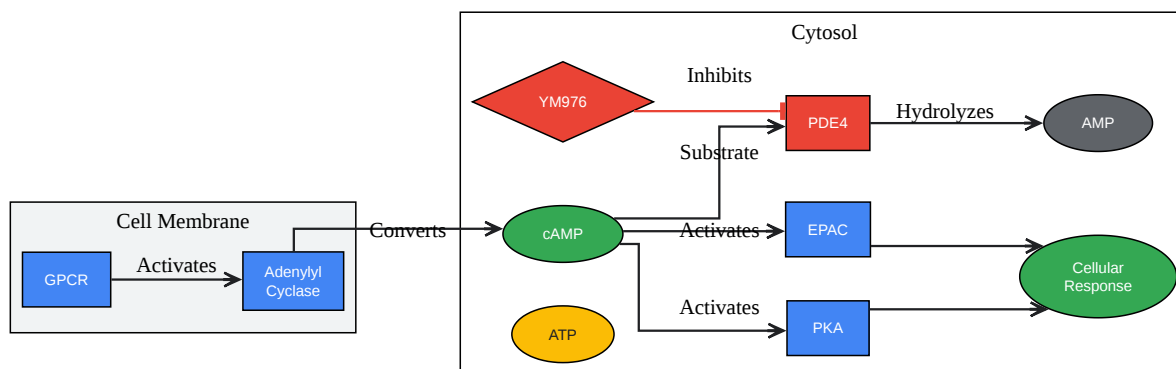 Cytosol
YM976
Inhibits
PDE4
Hydrolyzes
AMP
Substrate
Cell Membrane
GPCR
Activates
Adenylyl
Cyclase
Converts
cAMP
Activates
EPAC
Cellular
Response
ATP
Activates
PKA